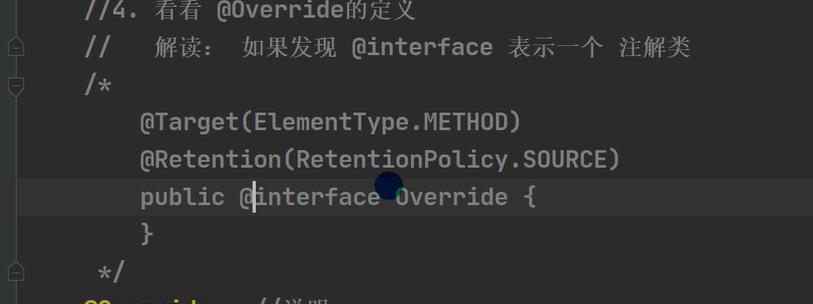 //4. 看看 @Override的定义
//   解读： 如果发现 @interface 表示一个 注解类
/*
@Target(ElementType.METHOD)
@Retention(RetentionPolicy.SOURCE)
public @interface Override {
}
*/